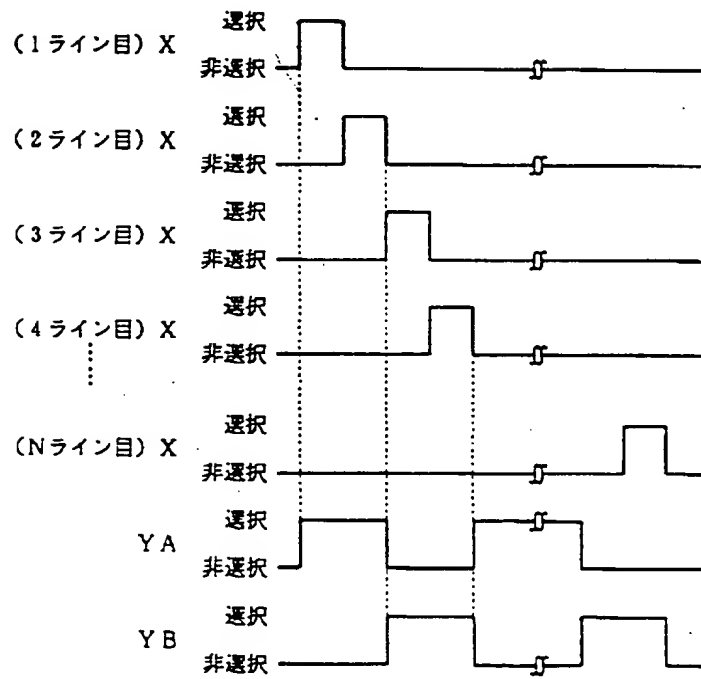 選択
(1ライン目) X
非選択
選択
(2ライン目) X
非選択
選択
(3ライン目) X
非選択
選択
(4ライン目) X
非選択
選択
(Nライン目) X
非選択
選択
YA
非選択
選択
YB
非選択